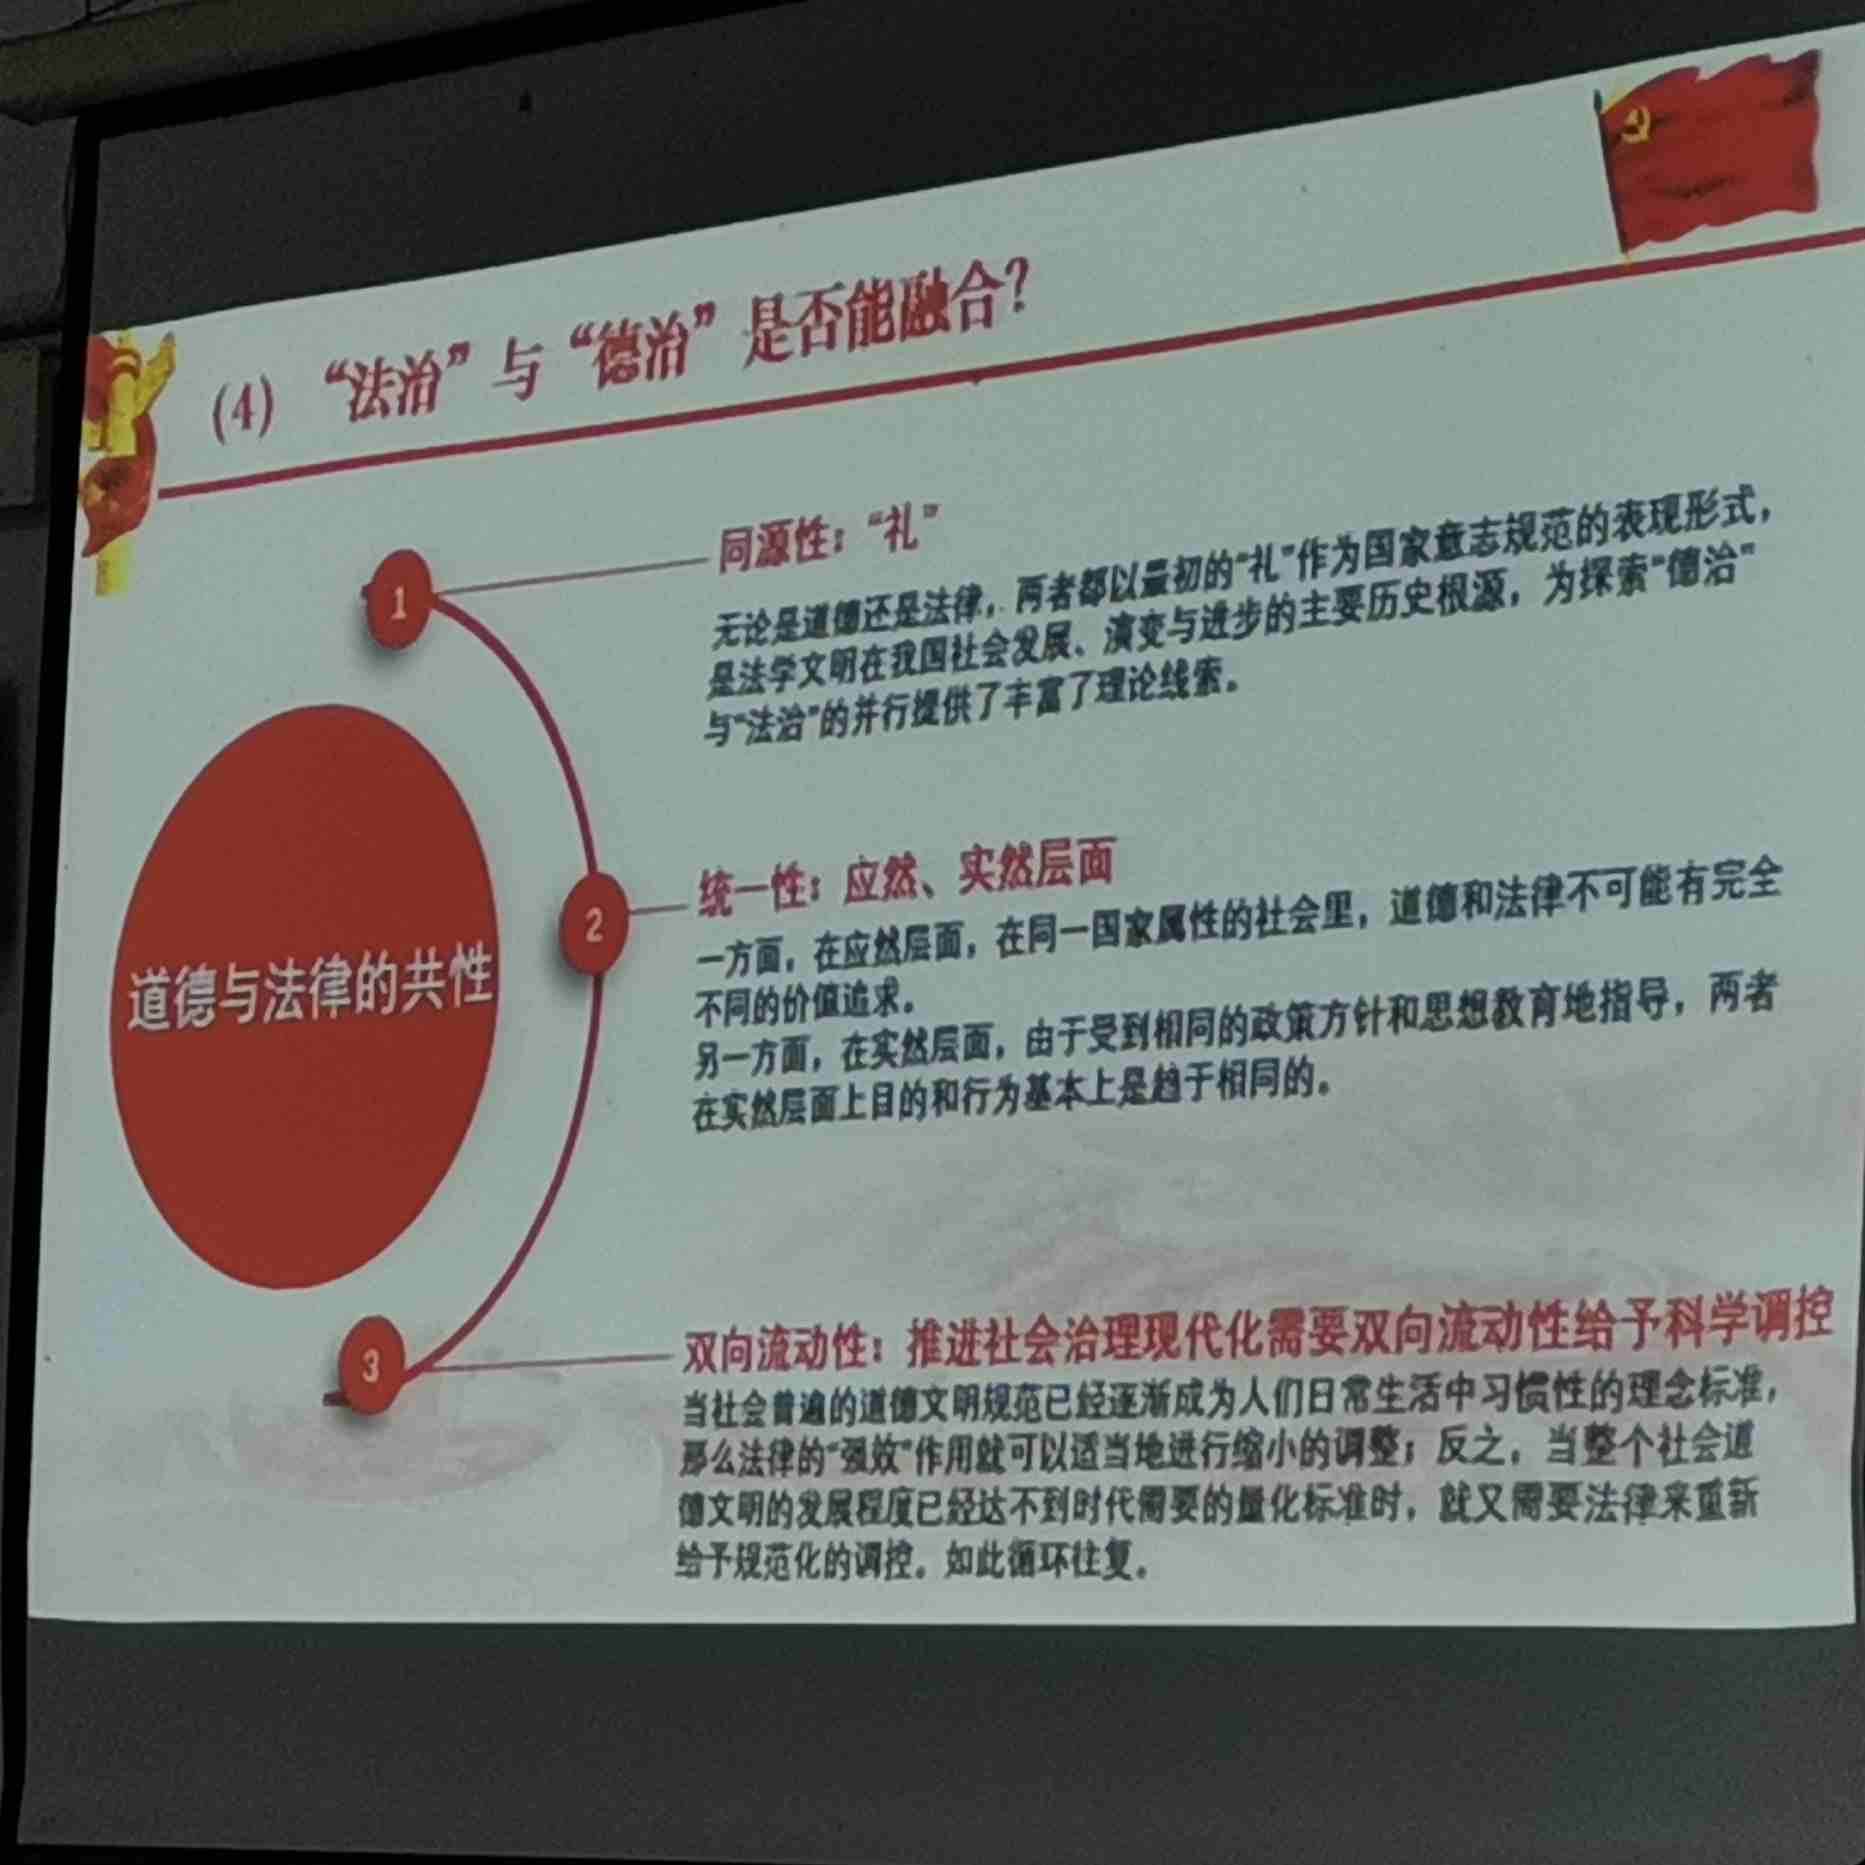 (4) “法治”与“德治”是否能融合？
1
同源性：“礼”
无论是道德还是法律，两者都以最初的“礼”作为国家意志规范的表现形式，
是法学文明在我国社会发展、演变与进步的主要历史根源，为探索“德治”
与“法治”的并行提供了丰富了理论线索。
道德与法律的共性
2
统一性：应然、实然层面
一方面，在应然层面，在同一国家属性的社会里，道德和法律不可能有完全
不同的价值追求。
另一方面，在实然层面，由于受到相同的政策方针和思想教育地指导，两者
在实然层面上目的和行为基本上是趋于相同的。
3
双向流动性：推进社会治理现代化需要双向流动性给予科学调控
当社会普遍的道德文明规范已经逐渐成为人们日常生活中习惯性的理念标准，
那么法律的“强效”作用就可以适当地进行缩小的调整；反之，当整个社会道
德文明的发展程度已经达不到时代需要的量化标准时，就又需要法律来重新
给予规范化的调控。如此循环往复。